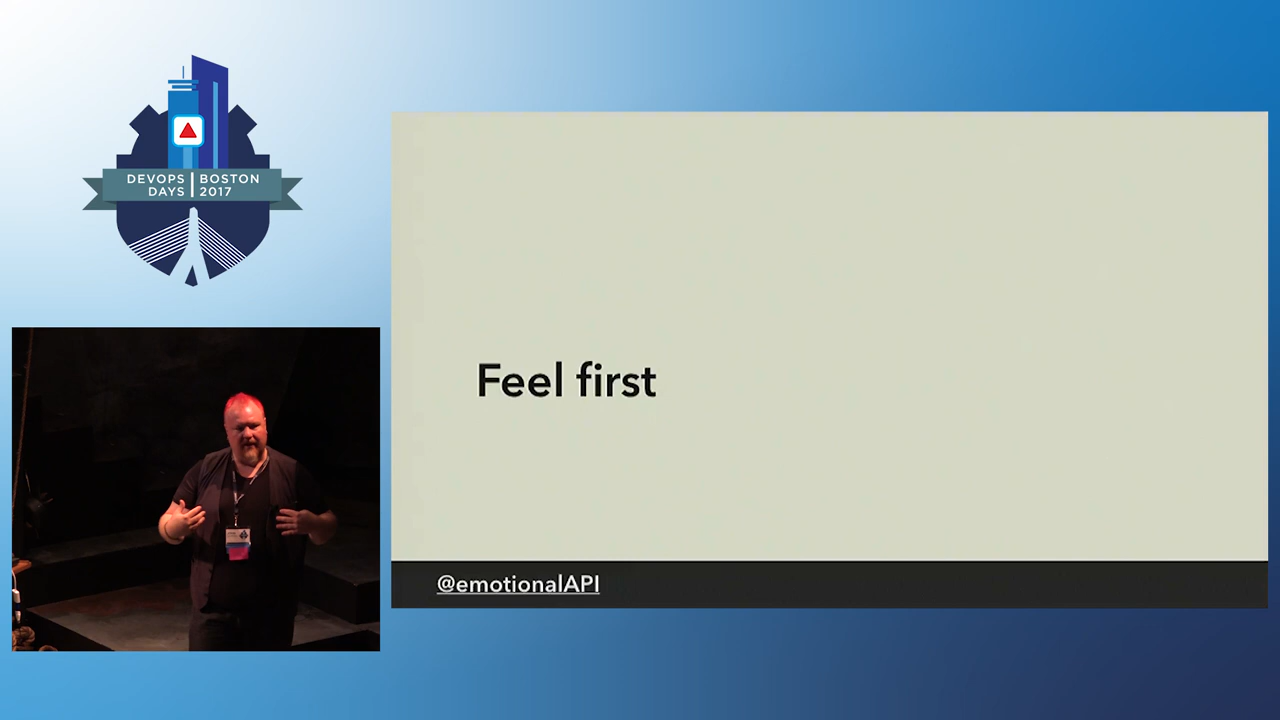 DEVOPS | BOSTON
DAYS | 2017
Feel first
@emotionalAPI